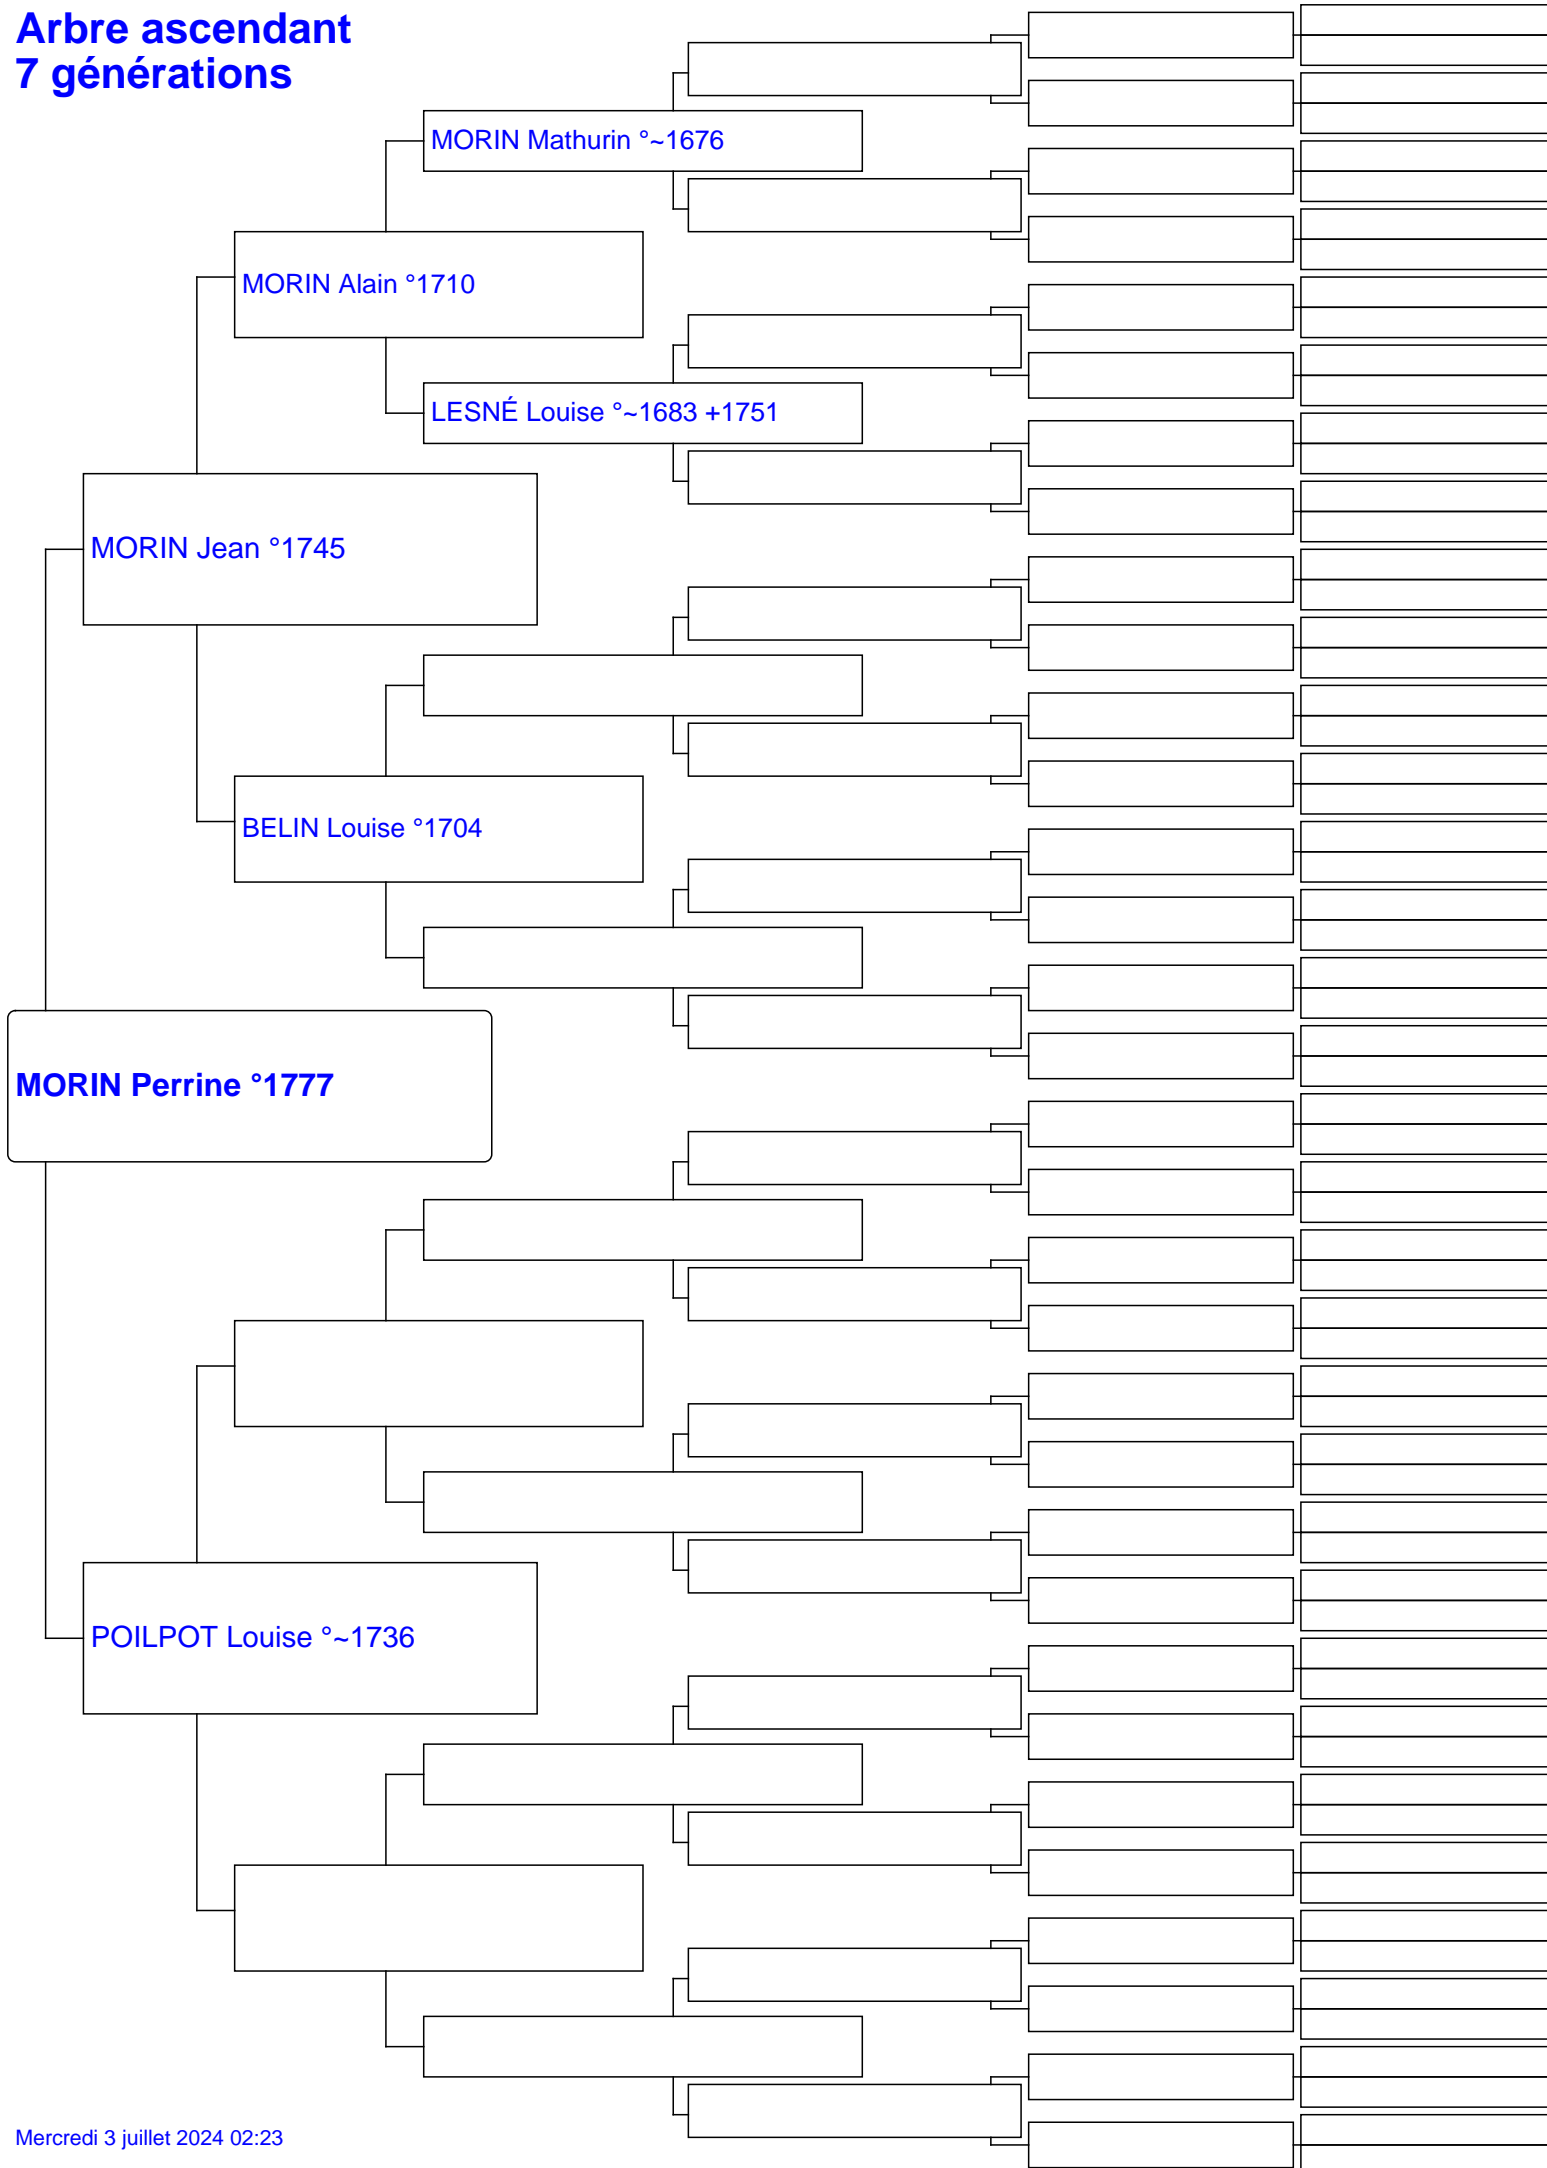 Arbre ascendant
7 générations
MORIN Mathurin °~1676
MORIN Alain °1710
LESNÉ Louise °~1683 +1751
MORIN Jean °1745
BELIN Louise °1704
MORIN Perrine °1777
POILPOT Louise °~1736
Mercredi 3 juillet 2024 02:23